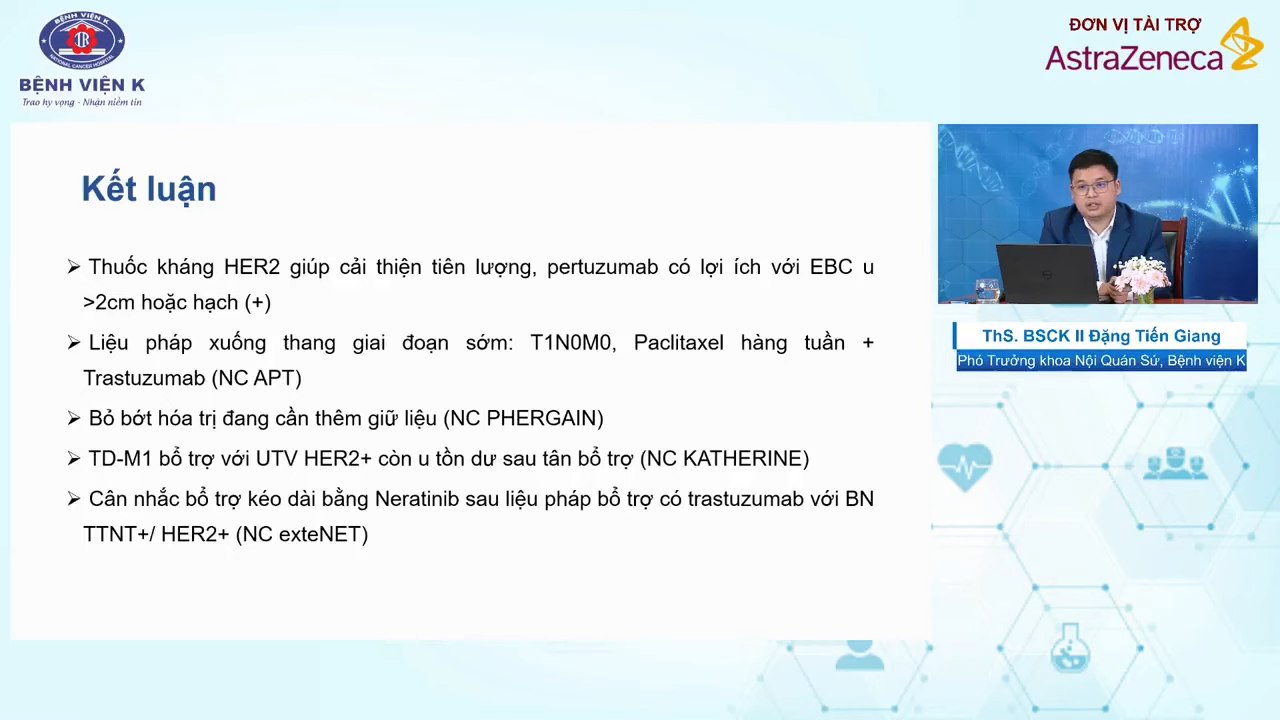 BỆNH VIỆN K
NATIONAL CANCER HOSPITAL
BỆNH VIỆN K
Trao hy vọng - Nhận niềm tin
ĐƠN VỊ TÀI TRỢ
AstraZeneca
Kết luận
➢ Thuốc kháng HER2 giúp cải thiện tiên lượng, pertuzumab có lợi ích với EBC u
>2cm hoặc hạch (+)
➢ Liệu pháp xuống thang giai đoạn sớm: T1N0M0, Paclitaxel hàng tuần +
Trastuzumab (NC APT)
➢ Bỏ bớt hóa trị đang cần thêm giữ liệu (NC PHERGAIN)
➢ TD-M1 bổ trợ với UTV HER2+ còn u tồn dư sau tân bổ trợ (NC KATHERINE)
➢ Cân nhắc bổ trợ kéo dài bằng Neratinib sau liệu pháp bổ trợ có trastuzumab với BN
TTNT+/ HER2+ (NC exteNET)
ThS. BSCK II Đặng Tiến Giang
Phó Trưởng khoa Nội Quán Sứ, Bệnh viện K